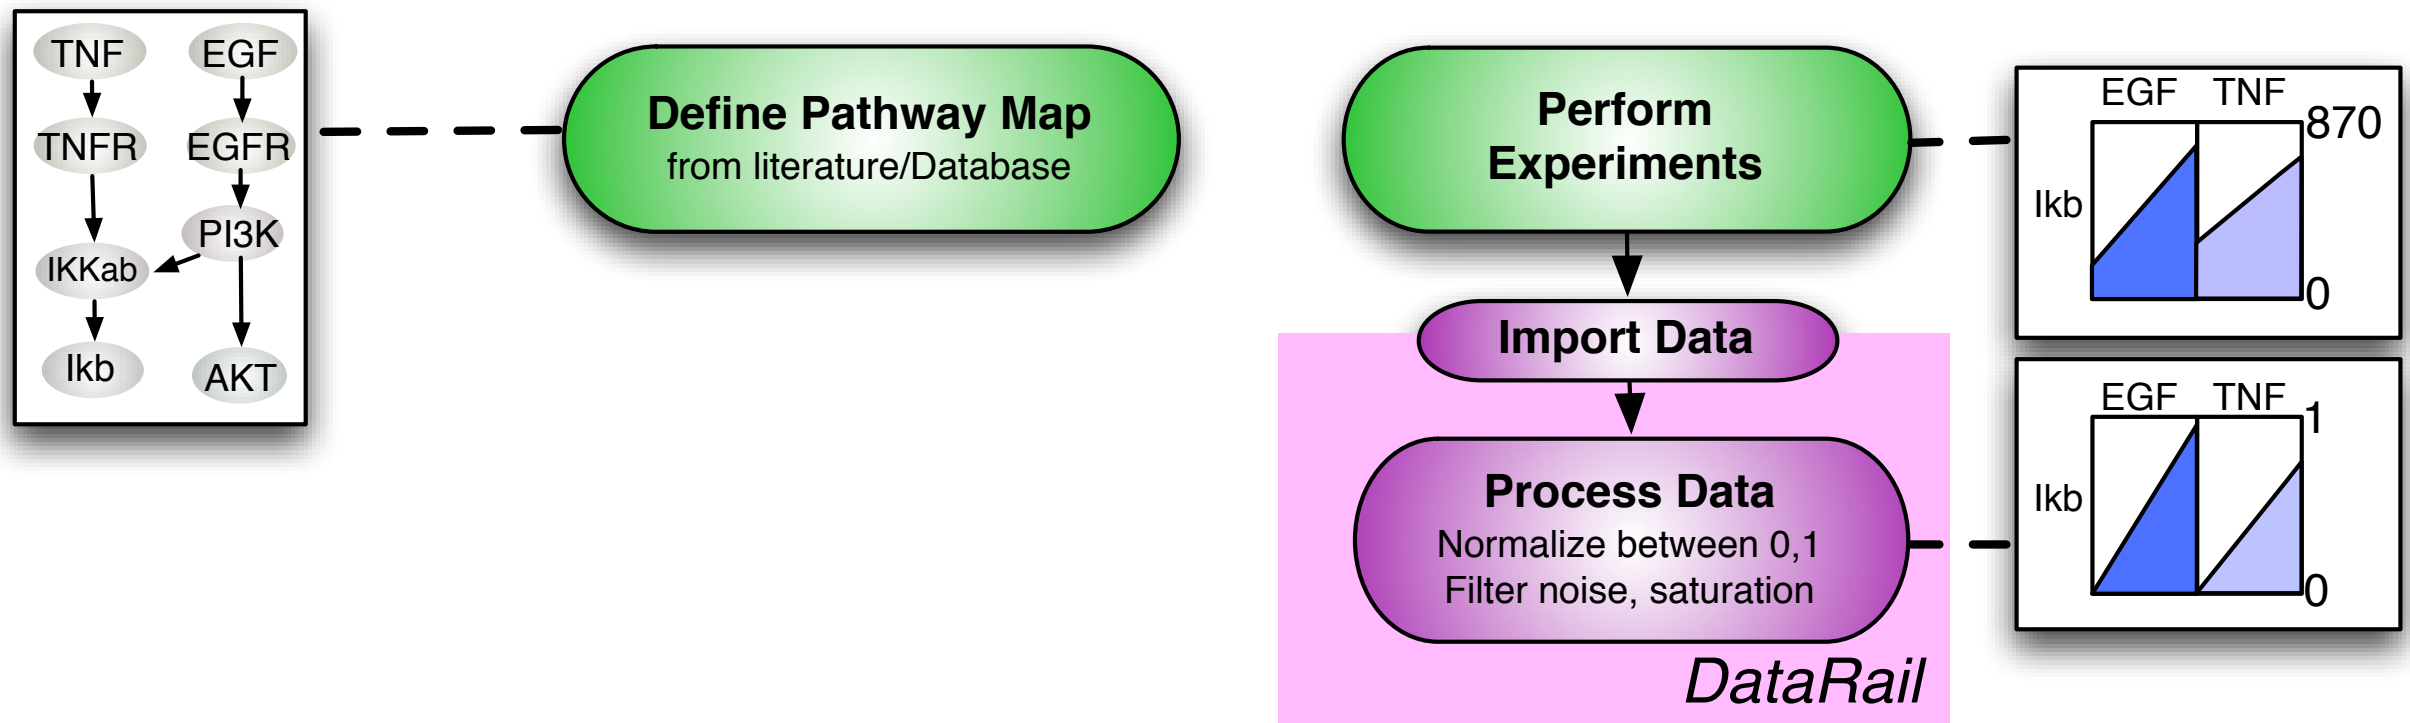 TNF EGF
TNFR EGFR
PI3K
IKKab
Ikb AKT
Define Pathway Map
from literature/Database
Perform
Experiments
Import Data
Process Data
Normalize between 0,1
Filter noise, saturation
DataRail
EGF TNF
870
Ikb
0
EGF TNF
1
Ikb
0